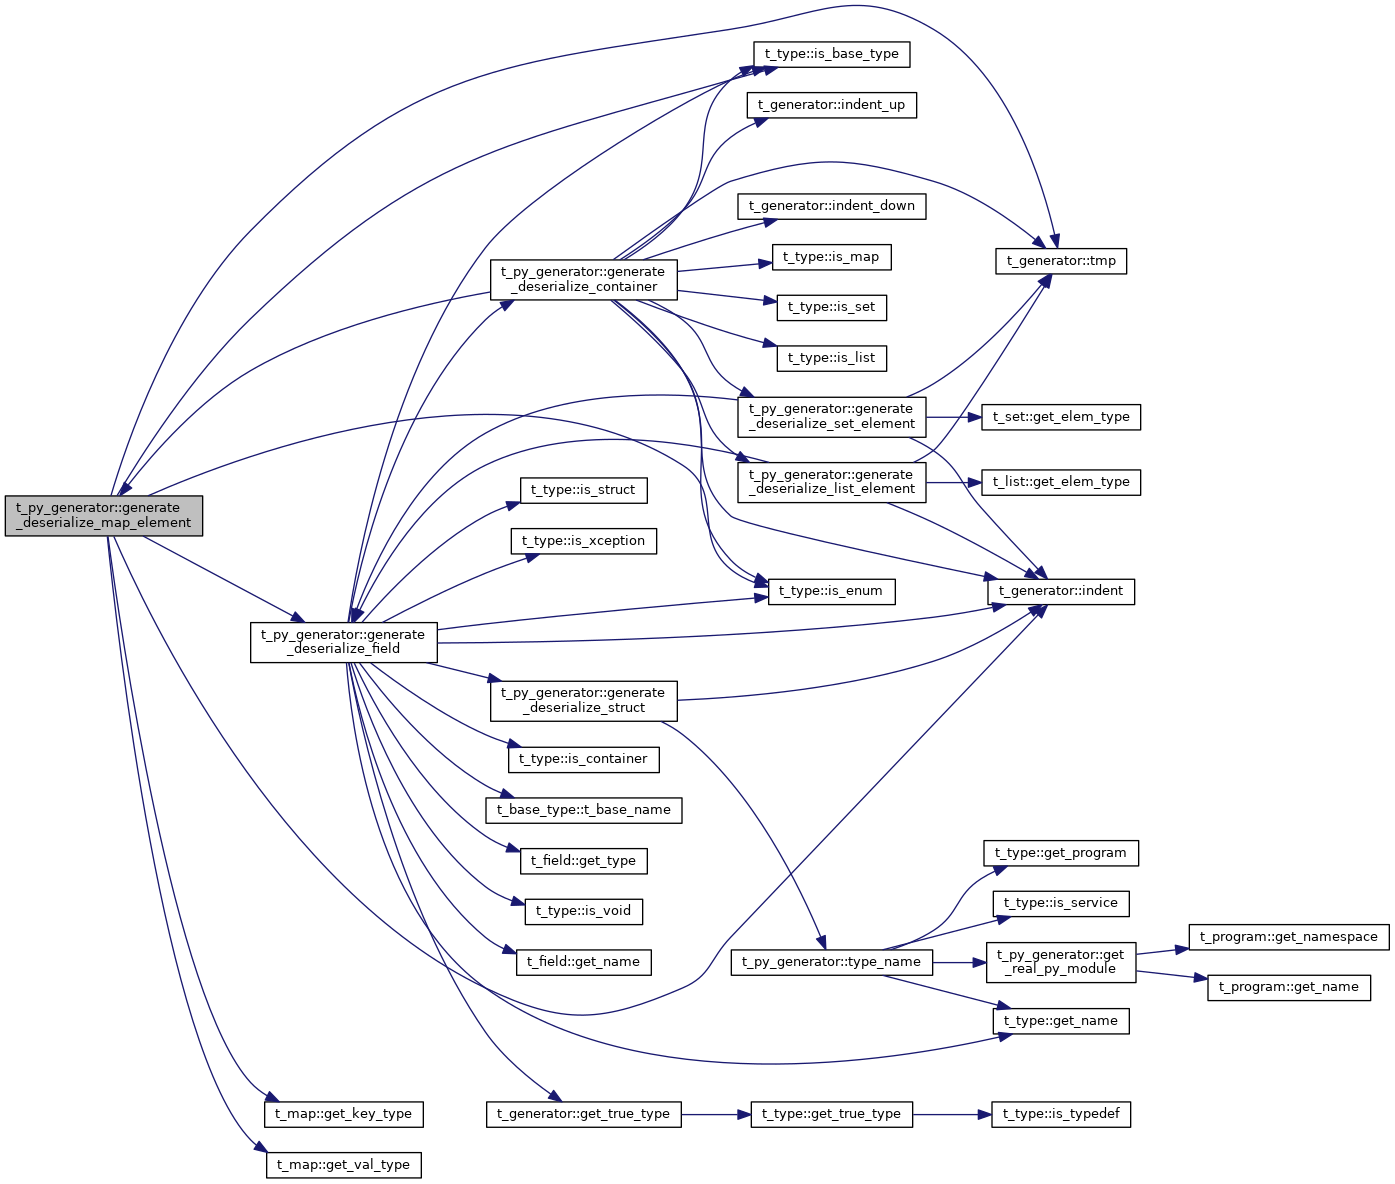 t_type::is_base_type
t_generator::indent_up
t_generator::indent_down
t_type::is_map
t_generator::tmp
t_py_generator::generate
_deserialize_container
t_type::is_set
t_type::is_list
t_py_generator::generate
_deserialize_set_element
t_set::get_elem_type
t_py_generator::generate
_deserialize_list_element
t_list::get_elem_type
t_type::is_struct
t_py_generator::generate
_deserialize_map_element
t_type::is_xception
t_type::is_enum
t_generator::indent
t_py_generator::generate
_deserialize_field
t_py_generator::generate
_deserialize_struct
t_type::is_container
t_base_type::t_base_name
t_field::get_type
t_type::get_program
t_type::is_void
t_type::is_service
t_program::get_namespace
t_field::get_name
t_py_generator::type_name
t_py_generator::get
_real_py_module
t_program::get_name
t_type::get_name
t_map::get_key_type
t_generator::get_true_type
t_type::get_true_type
t_type::is_typedef
t_map::get_val_type